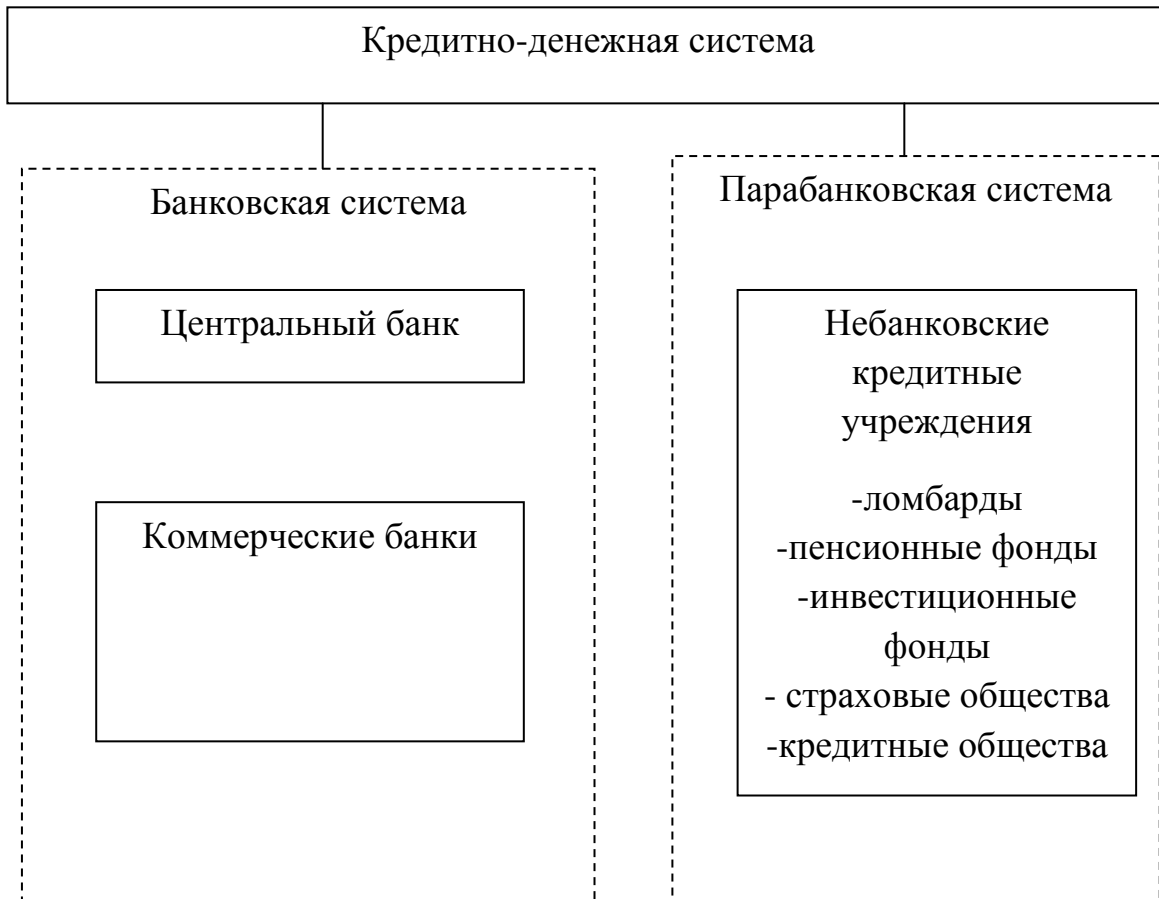 Кредитно-денежная система
Банковская система
Центральный банк
Коммерческие банки
Парабанковская система
Небанковские
кредитные
учреждения
-ломбарды
-пенсионные фонды
-инвестиционные
фонды
- страховые общества
-кредитные общества